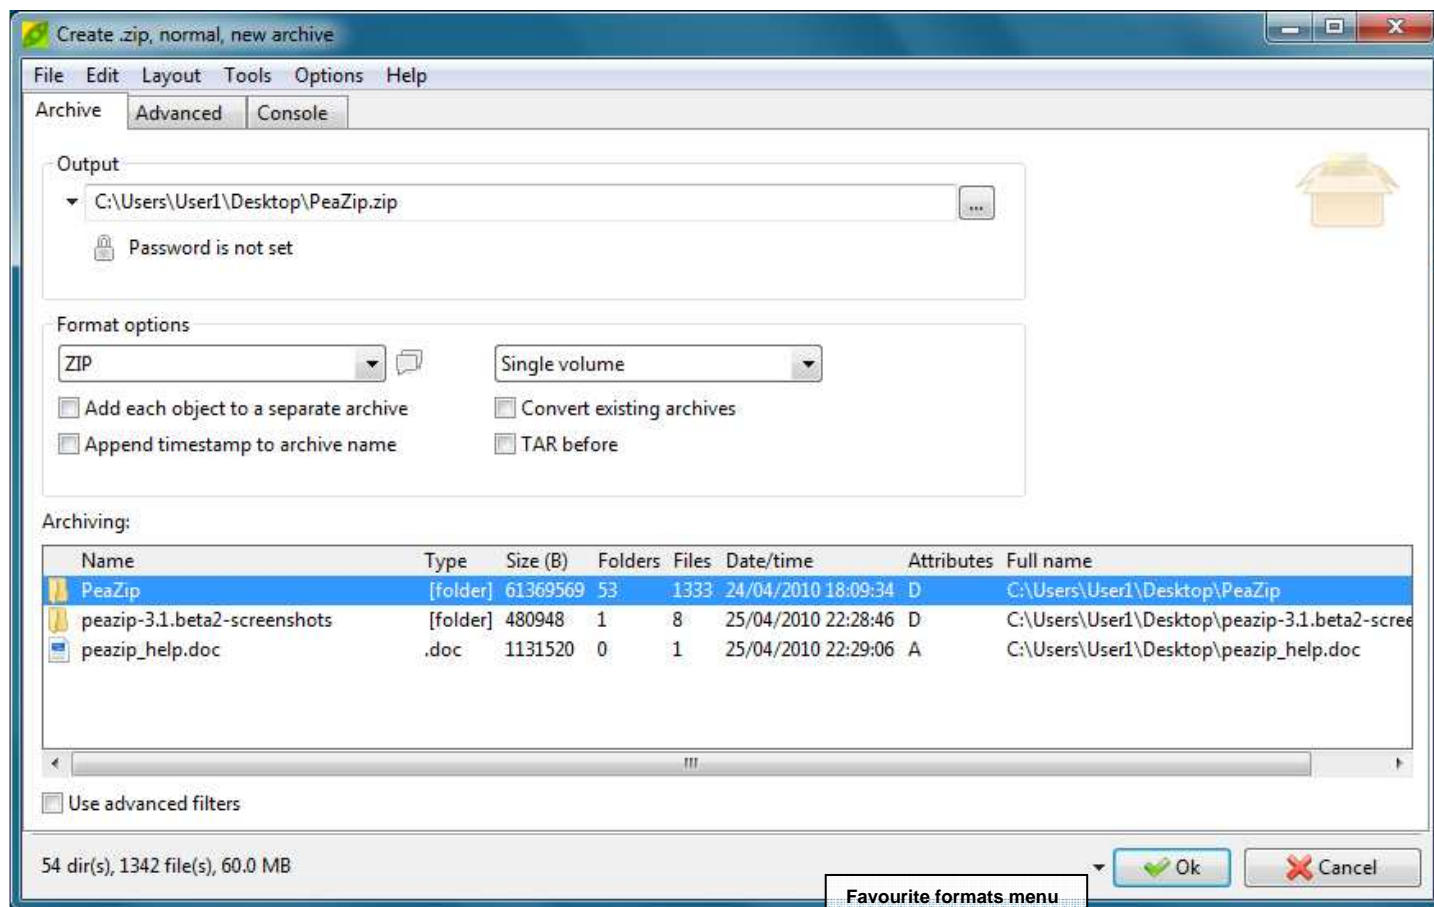 Create .zip, normal, new archive
File Edit Layout Tools Options Help
Archive Advanced Console
Output
C:\Users\User1\Desktop\PeaZip.zip ...
Password is not set
Format options
ZIP Single volume
Add each object to a separate archive Convert existing archives
Append timestamp to archive name TAR before
Archiving:
Name Type Size (B) Folders Files Date/time Attributes Full name
PeaZip [folder] 61369569 53 1333 24/04/2010 18:09:34 D C:\Users\User1\Desktop\PeaZip
peazip-3.1.beta2-screenshots [folder] 480948 1 8 25/04/2010 22:28:46 D C:\Users\User1\Desktop\peazip-3.1.beta2-scree
peazip_help.doc .doc 1131520 0 1 25/04/2010 22:29:06 A C:\Users\User1\Desktop\peazip_help.doc
Use advanced filters
54 dir(s), 1342 file(s), 60.0 MB Ok Cancel
Favourite formats menu